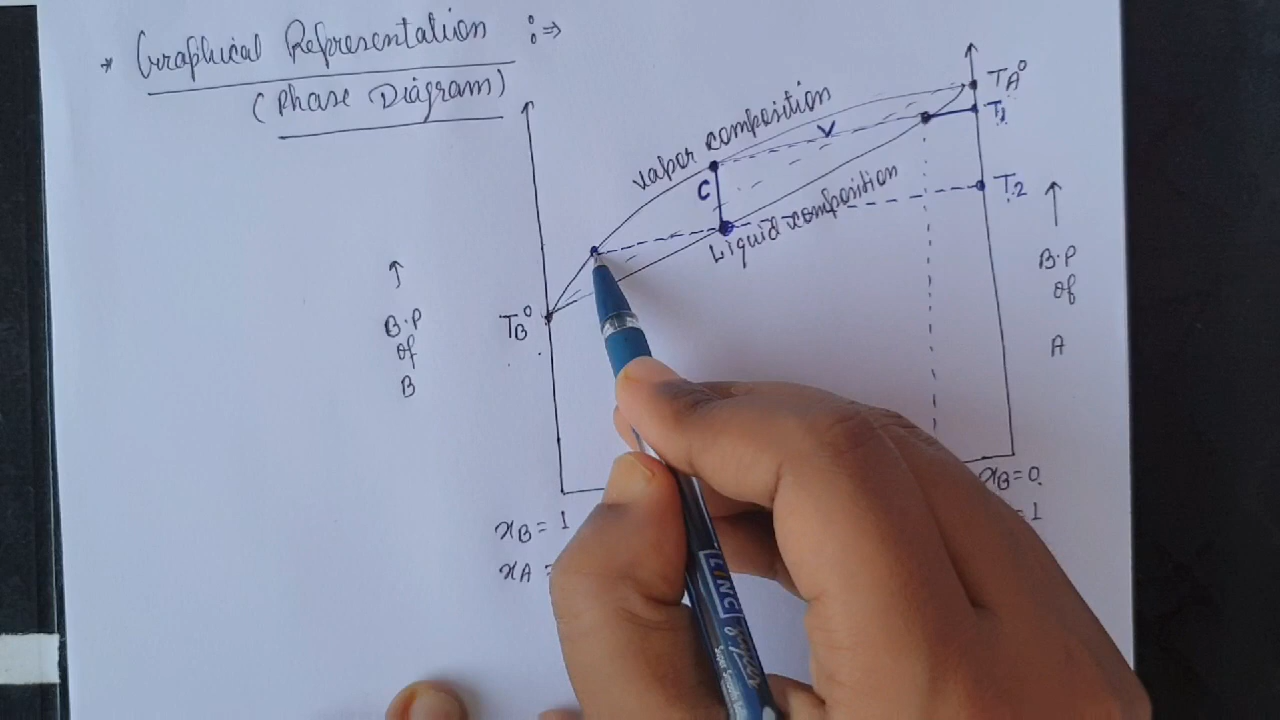 * Graphical Representation :⇒
(Phase Diagram)
TA°
T1
T2
vapor composition
V
C
Liquid composition
TB°
↑
B.P
of
B
↑
B.P
of
A
xB = 1
xA =
xB = 0
= 1
LINC